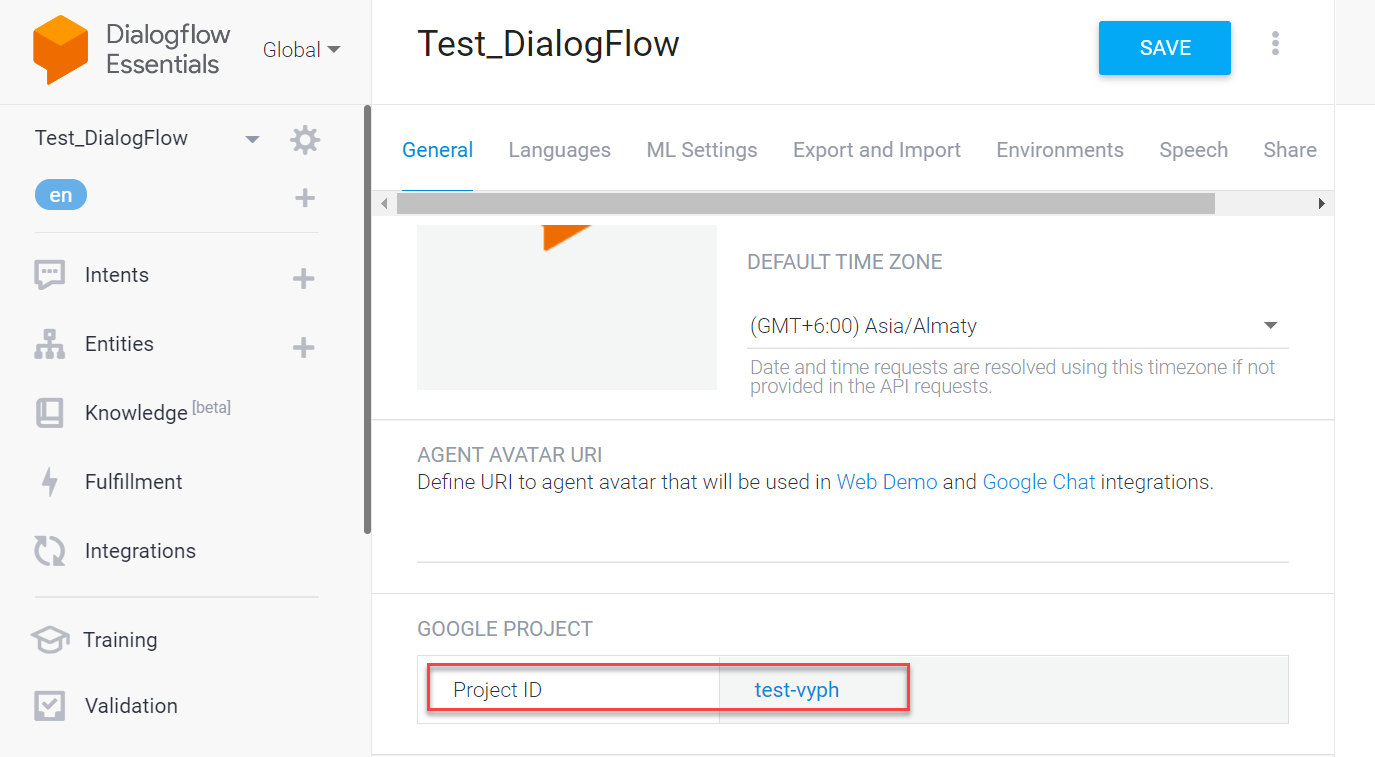 Dialogflow
Essentials
Global
Test_DialogFlow
en
Intents
Entities
Knowledge [beta]
Fulfillment
Integrations
Training
Validation
Test_DialogFlow
SAVE
General Languages ML Settings Export and Import Environments Speech Share
DEFAULT TIME ZONE
(GMT+6:00) Asia/Almaty
Date and time requests are resolved using this timezone if not
provided in the API requests.
AGENT AVATAR URI
Define URI to agent avatar that will be used in Web Demo and Google Chat integrations.
GOOGLE PROJECT
Project ID test-vyph